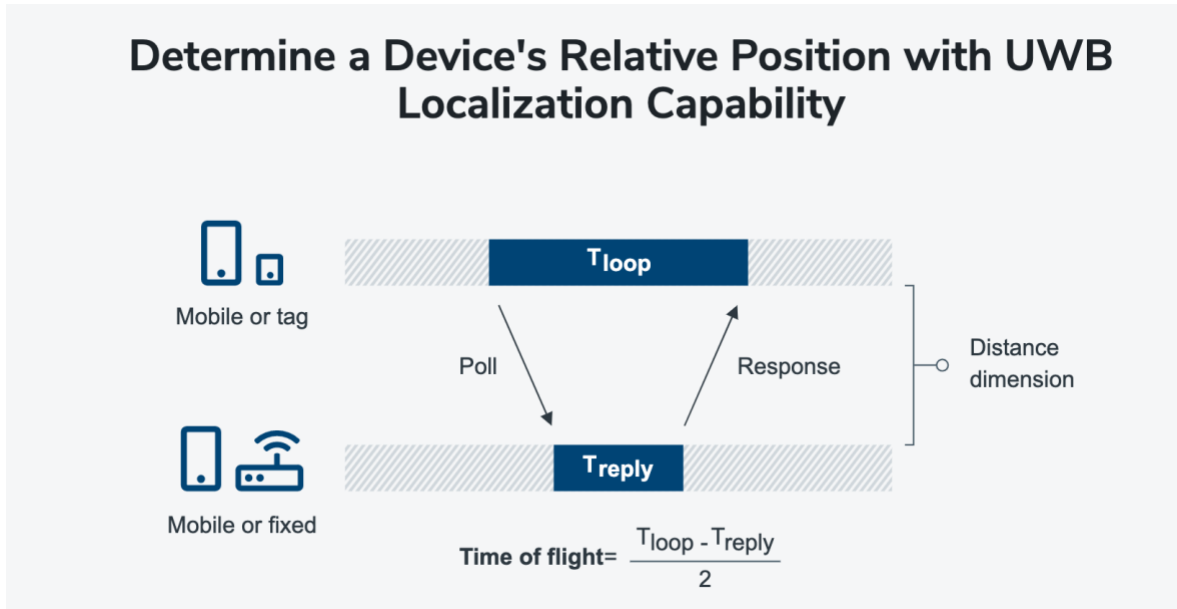 Determine a Device's Relative Position with UWB
Localization Capability
Tloop
Mobile or tag
Poll
Response
Distance
dimension
Treply
Mobile or fixed
Time of flight= Tloop - Treply
2